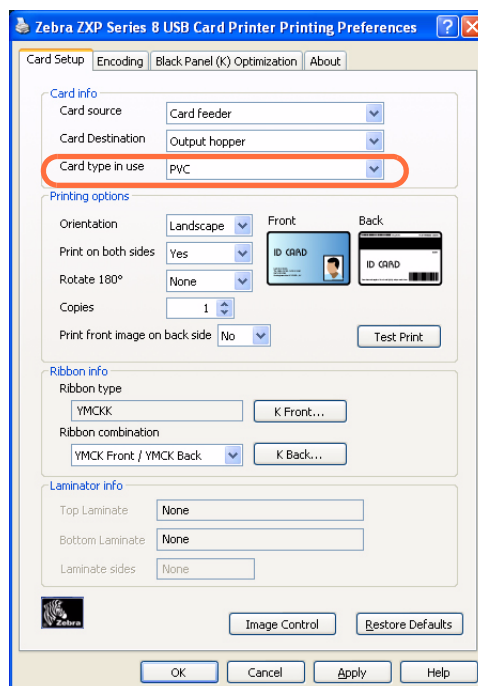 Zebra ZXP Series 8 USB Card Printer Printing Preferences
Card Setup Encoding Black Panel (K) Optimization About
Card info
Card source Card feeder
Card Destination Output hopper
Card type in use PVC
Printing options
Orientation Landscape Front Back
Print on both sides Yes
ID CARD ID CARD
Rotate 180° None
Copies 1
Print front image on back side No Test Print
Ribbon info
Ribbon type
YMCKK K Front...
Ribbon combination
YMCK Front / YMCK Back K Back...
Laminator info
Top Laminate None
Bottom Laminate None
Laminate sides None
Zebra Image Control Restore Defaults
OK Cancel Apply Help